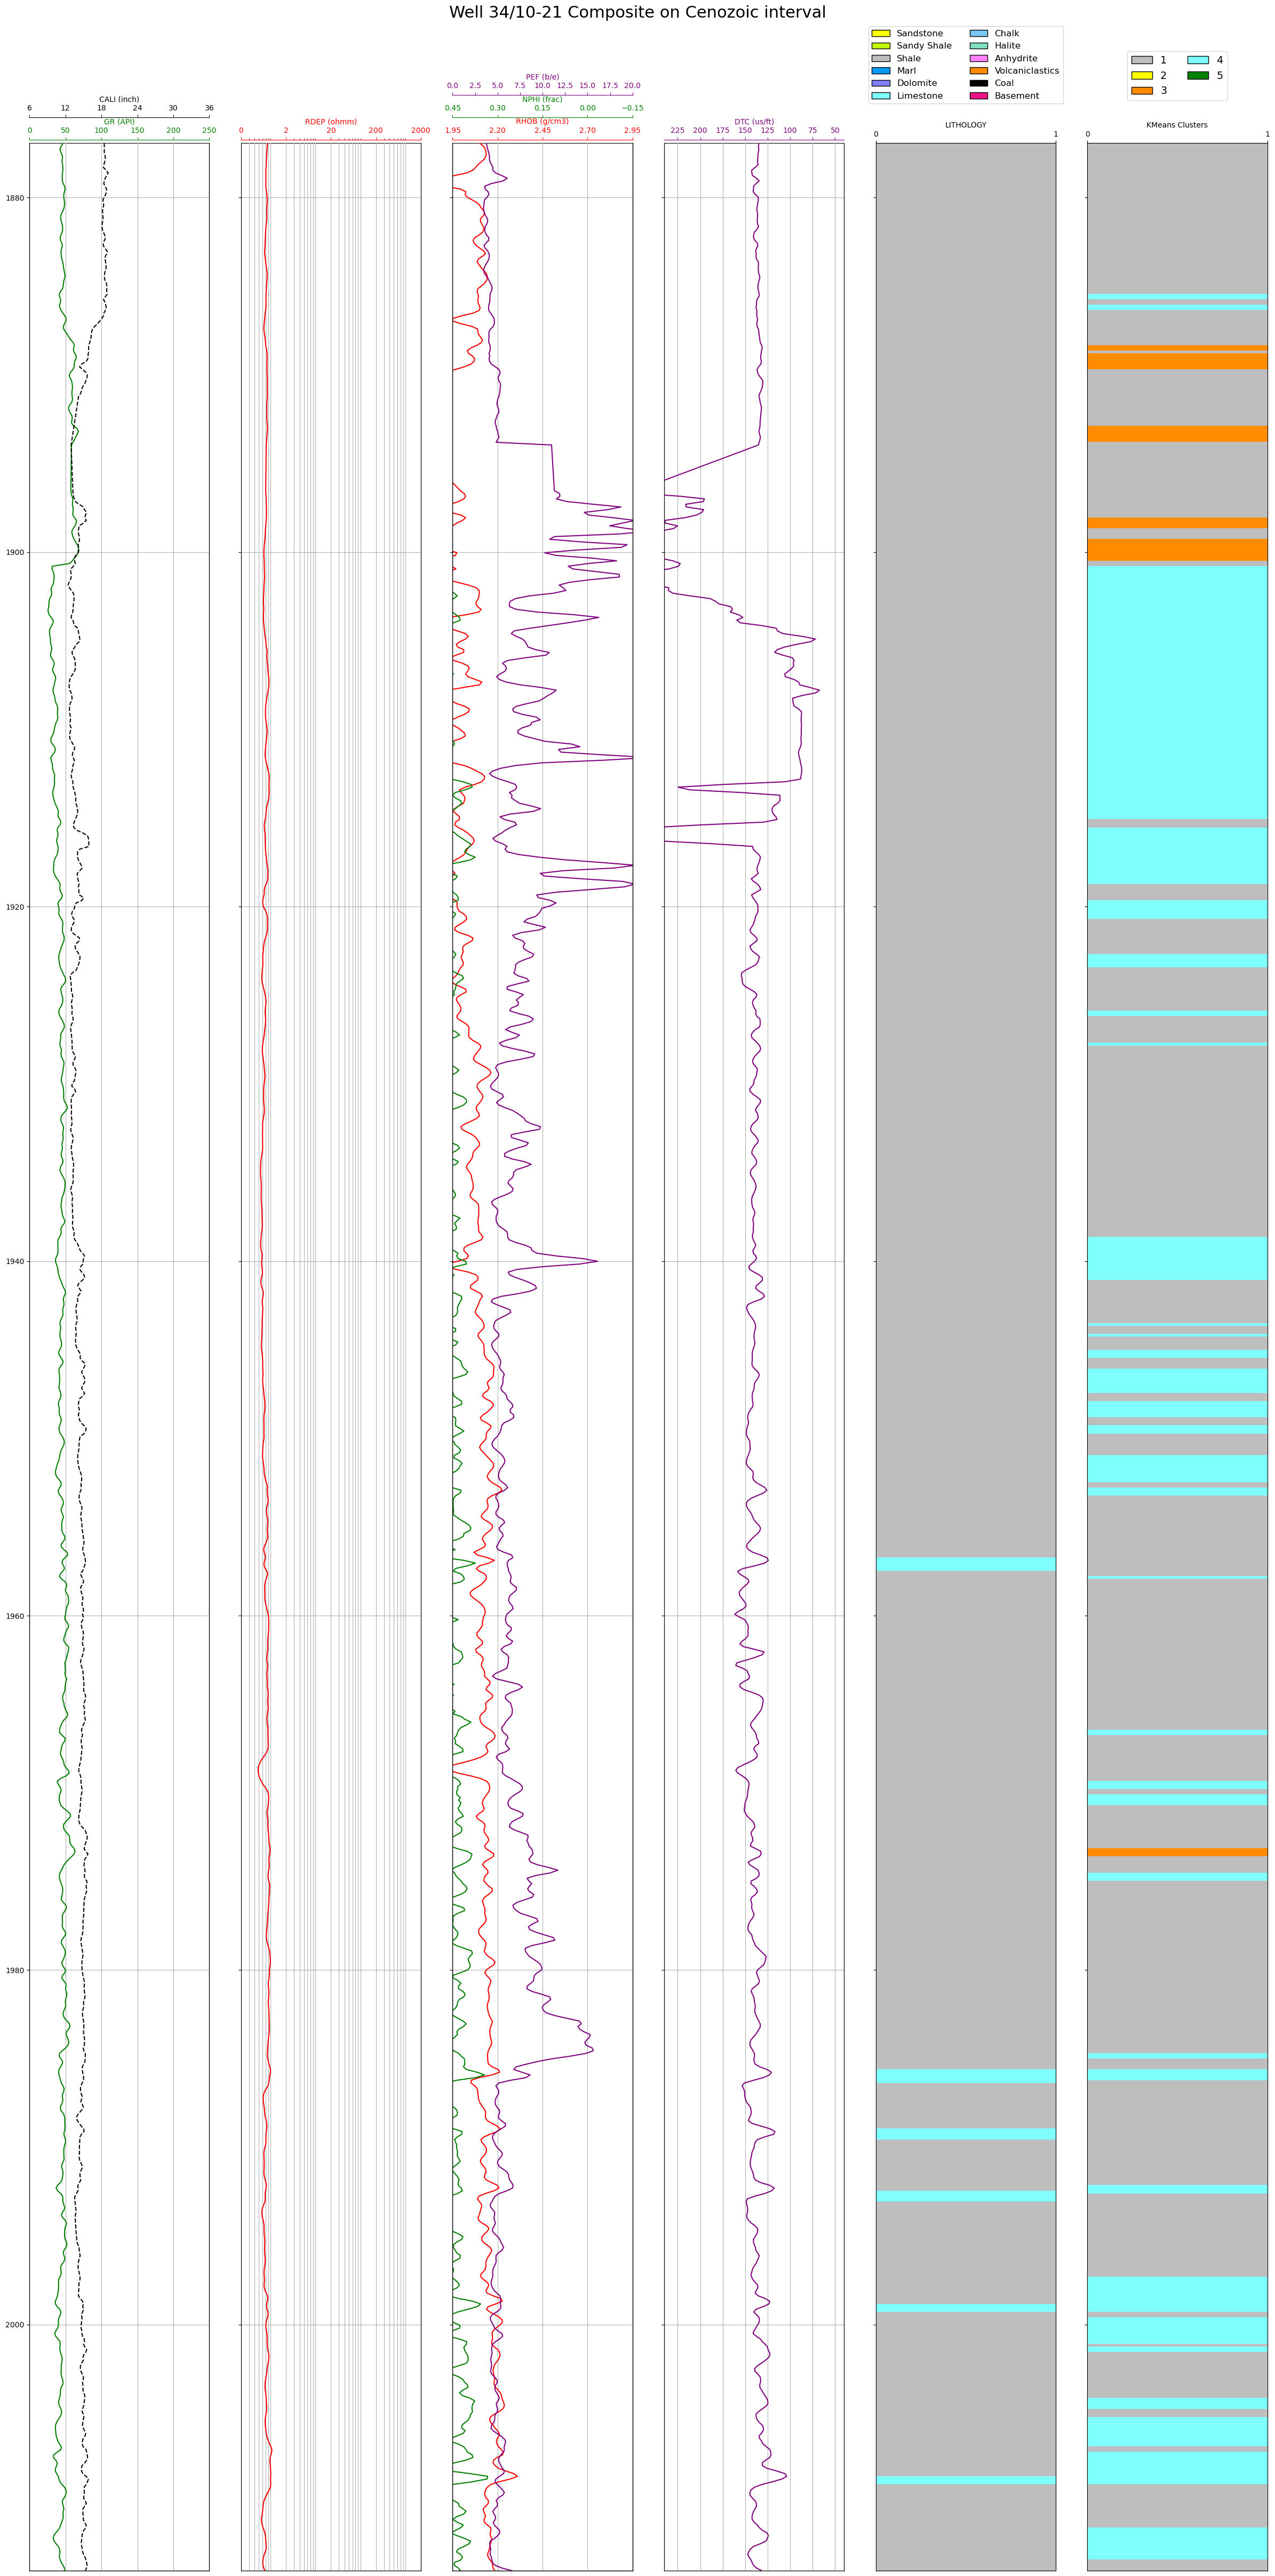 Well 34/10-21 Composite on Cenozoic interval
Sandstone Chalk
Sandy Shale Halite
Shale Anhydrite
Marl Volcaniclastics
Dolomite Coal
Limestone Basement
1 4
2 5
3
PEF (b/e)
0.0 2.5 5.0 7.5 10.0 12.5 15.0 17.5 20.0
CALI (inch)
6 12 18 24 30 36
NPHI (frac)
0.45 0.30 0.15 0.00 −0.15
GR (API)
0 50 100 150 200 250
RDEP (ohmm)
0 2 20 200 2000
RHOB (g/cm3)
1.95 2.20 2.45 2.70 2.95
DTC (us/ft)
225 200 175 150 125 100 75 50
LITHOLOGY
0 1
KMeans Clusters
0 1
1880
1900
1920
1940
1960
1980
2000